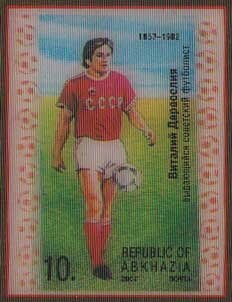 1957-1982
СССР
Виталий Дараселия
выдающийся советский футболист
10.
REPUBLIC OF
ABKHAZIA